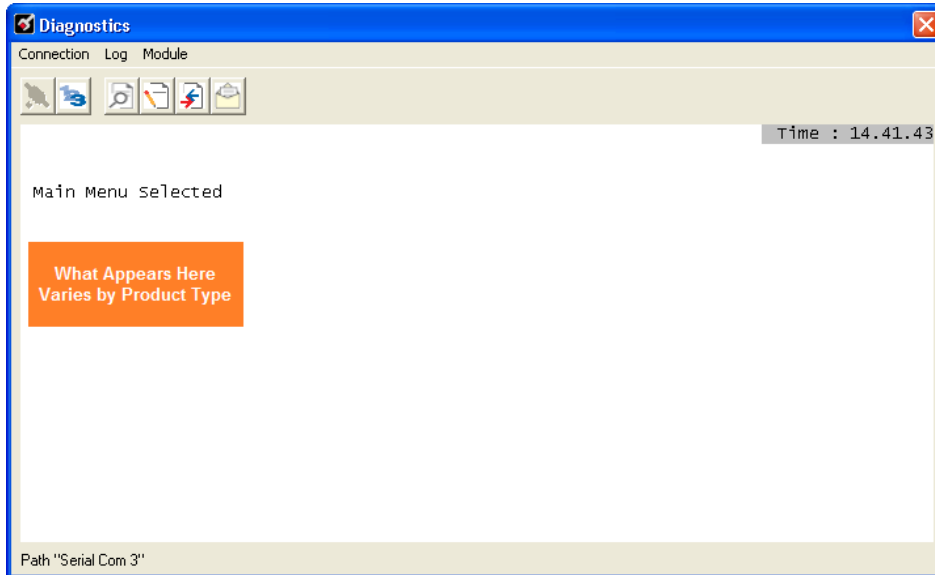 Diagnostics
Connection Log Module
Time : 14.41.43
Main Menu Selected
What Appears Here
Varies by Product Type
Path "Serial Com 3"